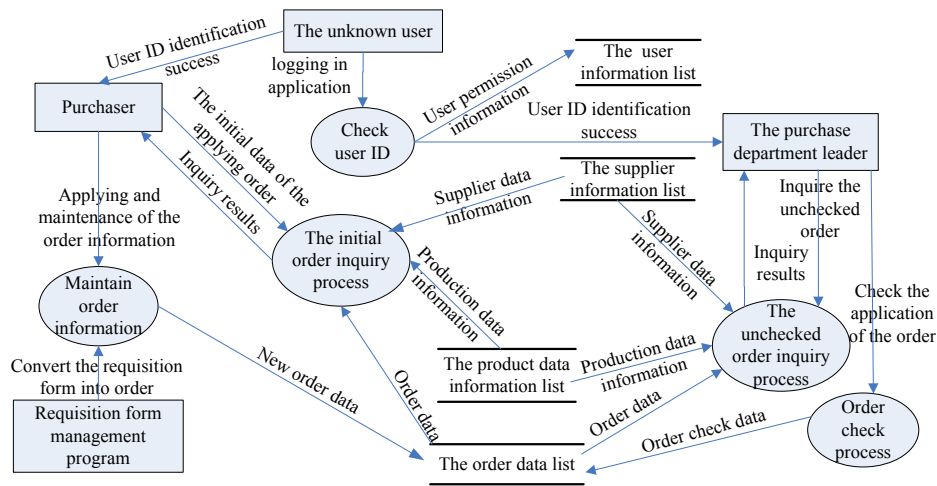 The unknown user
User ID identification
success
logging in
application
The user
information list
User permission
information
User ID identification
success
Purchaser
Check
user ID
The purchase
department leader
The initial data of the
applying order
Inquiry results
Supplier data
information
The supplier
information list
Inquire the
unchecked
order
Applying and
maintenance of the
order information
The initial
order inquiry
process
Supplier data
information
Inquiry
results
Production data
information
Maintain
order
information
Check the
application
of the order
The
unchecked
order inquiry
process
Convert the requisition
form into order
New order data
The product data
information list
Production data
information
Order data
Order data
Requisition form
management
program
Order check data
Order
check
process
The order data list